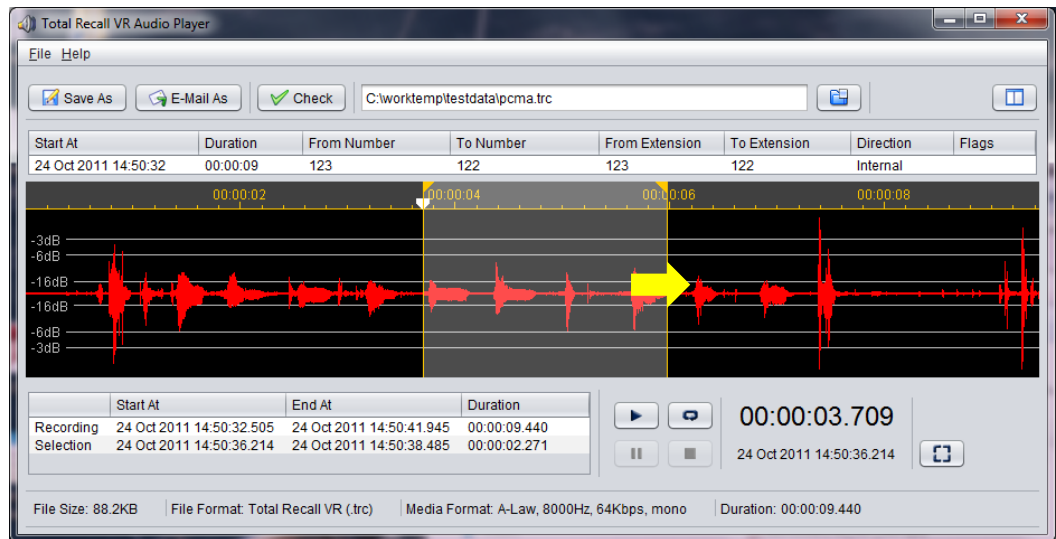 Total Recall VR Audio Player
File Help
Save As E-Mail As Check C:\worktemp\testdata\pcma.trc
Start At Duration From Number To Number From Extension To Extension Direction Flags
24 Oct 2011 14:50:32 00:00:09 123 122 123 122 Internal
00:00:02 00:00:04 00:00:06 00:00:08
-3dB
-6dB
-16dB
-16dB
-6dB
-3dB
Start At End At Duration
Recording 24 Oct 2011 14:50:32.505 24 Oct 2011 14:50:41.945 00:00:09.440
Selection 24 Oct 2011 14:50:36.214 24 Oct 2011 14:50:38.485 00:00:02.271
00:00:03.709
24 Oct 2011 14:50:36.214
File Size: 88.2KB File Format: Total Recall VR (.trc) Media Format: A-Law, 8000Hz, 64Kbps, mono Duration: 00:00:09.440